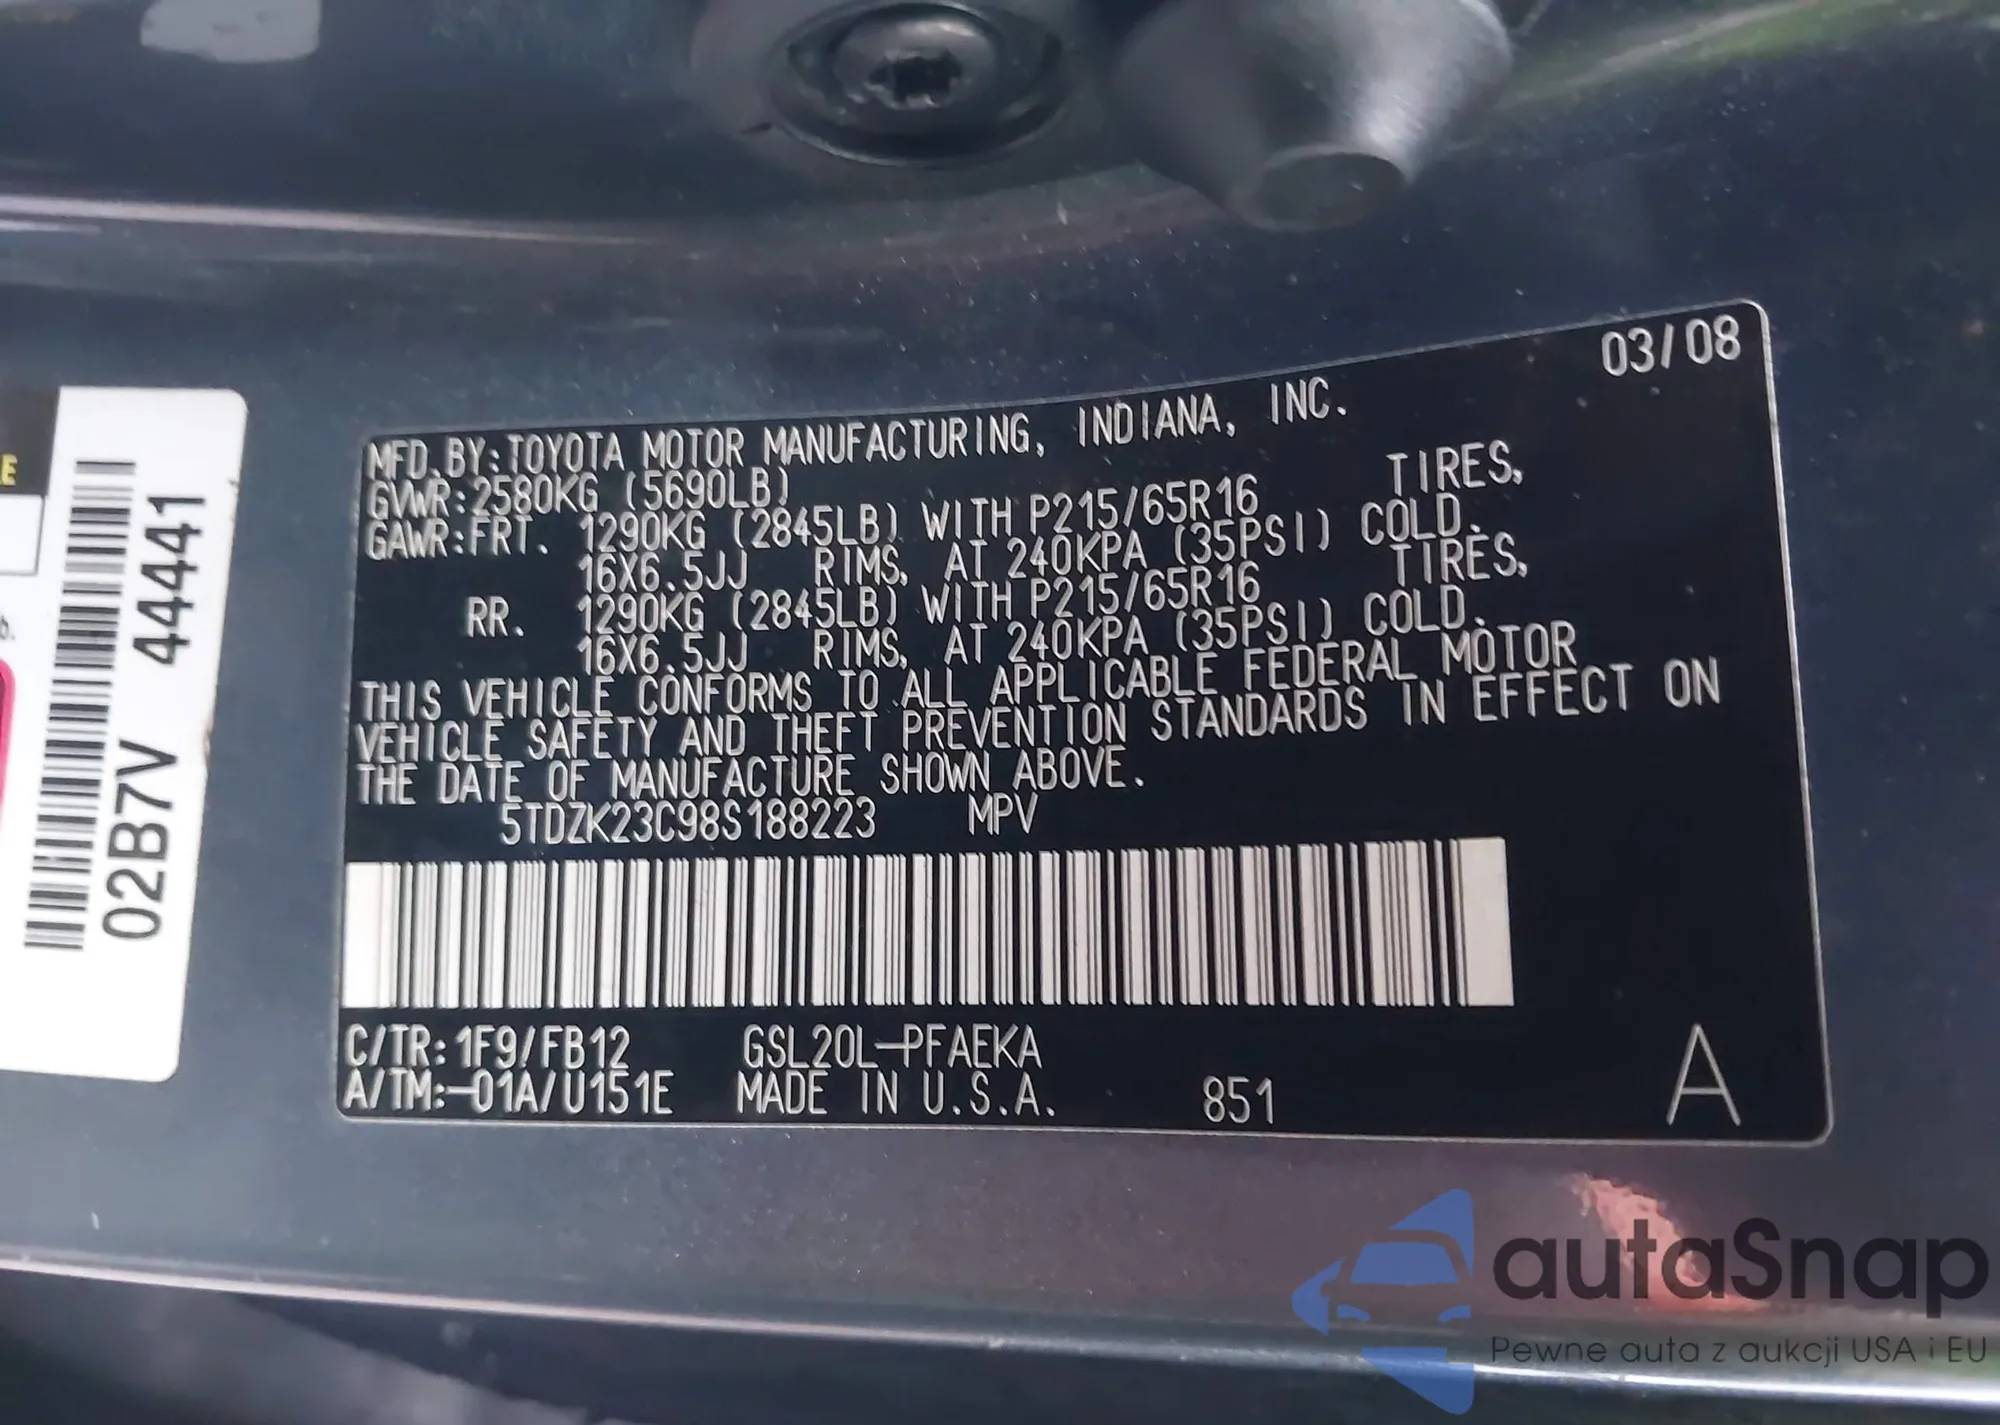 03/08
MFD.BY:TOYOTA MOTOR MANUFACTURING, INDIANA, INC.
GVWR:2580KG (5690LB)
GAWR:FRT. 1290KG (2845LB) WITH P215/65R16 TIRES,
16X6.5JJ RIMS, AT 240KPA (35PSI) COLD.
RR. 1290KG (2845LB) WITH P215/65R16 TIRES,
16X6.5JJ RIMS, AT 240KPA (35PSI) COLD.
THIS VEHICLE CONFORMS TO ALL APPLICABLE FEDERAL MOTOR
VEHICLE SAFETY AND THEFT PREVENTION STANDARDS IN EFFECT ON
THE DATE OF MANUFACTURE SHOWN ABOVE.
5TDZK23C98S188223 MPV
C/TR:1F9/FB12 GSL20L-PFAEKA
A/TM:-01A/U151E MADE IN U.S.A. 851
A
02B7V 44441
autaSnap
Pewne auta z aukcji USA i EU